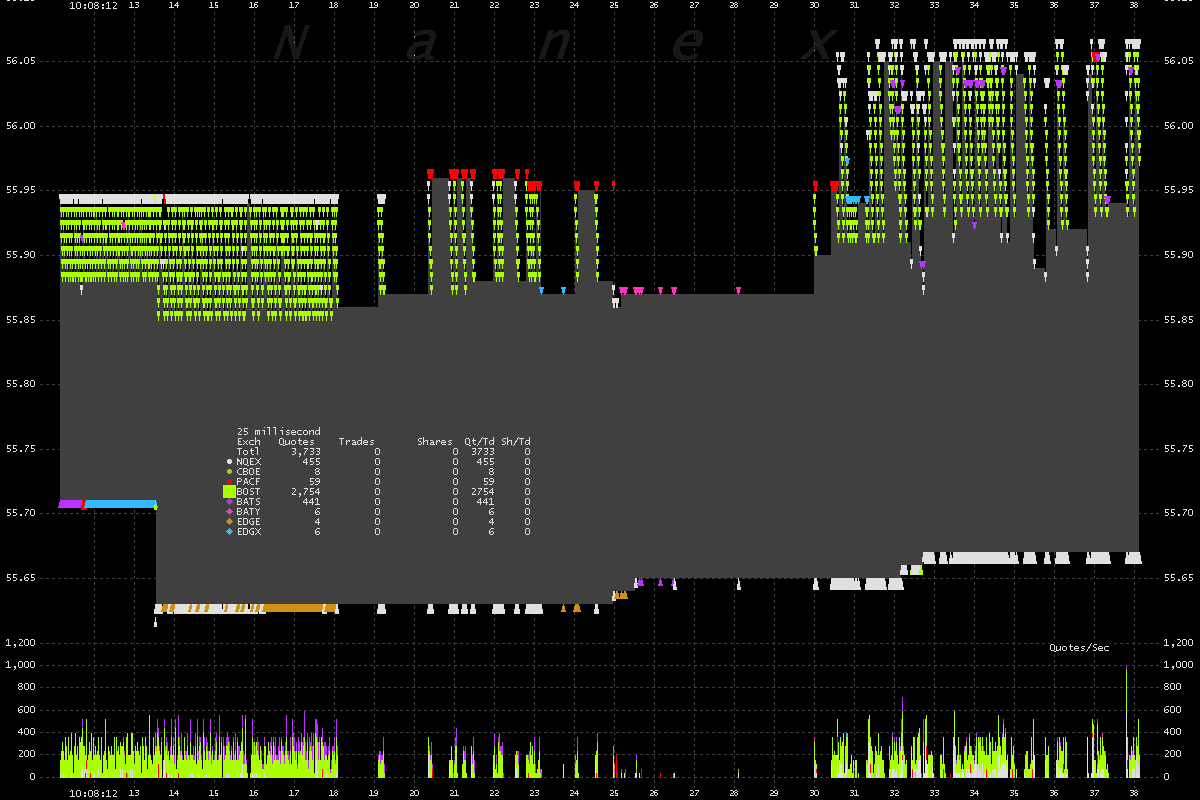 10:08:12 13 14 15 16 17 18 19 20 21 22 23 24 25 26 27 28 29 30 31 32 33 34 35 36 37 38
N a n e x
56.05 56.05
56.00 56.00
55.95 55.95
55.90 55.90
55.85 55.85
55.80 55.80
55.75 55.75
25 millisecond
Exch Quotes Trades Shares Qt/Td Sh/Td
Totl 3,733 0 0 3733 0
NQEX 455 0 0 455 0
CBOE 8 0 0 8 0
PACF 59 0 0 59 0
BOST 2,754 0 0 2754 0
BATS 441 0 0 441 0
BATY 6 0 0 6 0
EDGE 4 0 0 4 0
EDGX 6 0 0 6 0
55.70 55.70
55.65 55.65
1,200 1,200
Quotes/Sec
1,000 1,000
800 800
600 600
400 400
200 200
0 0
10:08:12 13 14 15 16 17 18 19 20 21 22 23 24 25 26 27 28 29 30 31 32 33 34 35 36 37 38